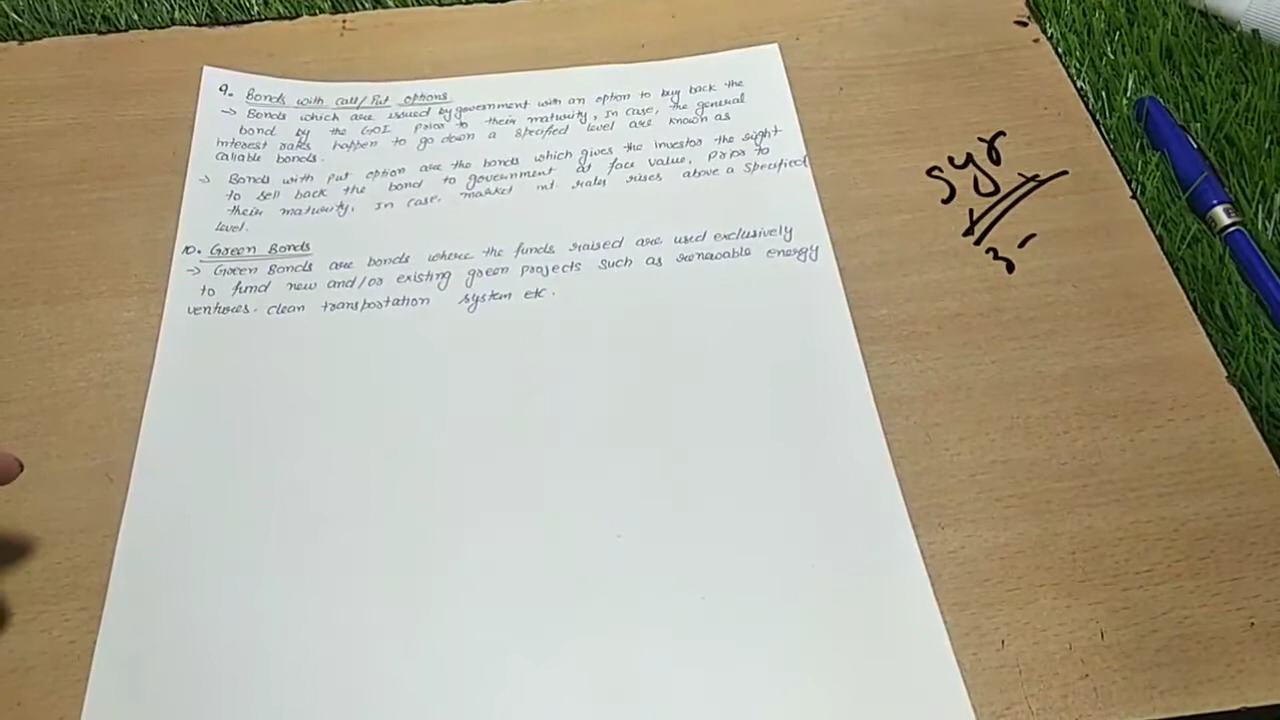 9. Bonds with call/Put options
→ Bonds which are issued by government with an option to buy back the
bond by the GOI prior to their maturity, In case, the general
interest rates happen to go down a specified level are known as
callable bonds.
→ Bonds with Put option are the bonds which gives the investor the right
to sell back the bond to government at face value, prior to
their maturity, In case, market int rates rises above a specified
level.
10. Green Bonds
→ Green Bonds are bonds where the funds raised are used exclusively
to fund new and/or existing green projects such as renewable energy
ventures. clean transportation system etc.
5yr
3-